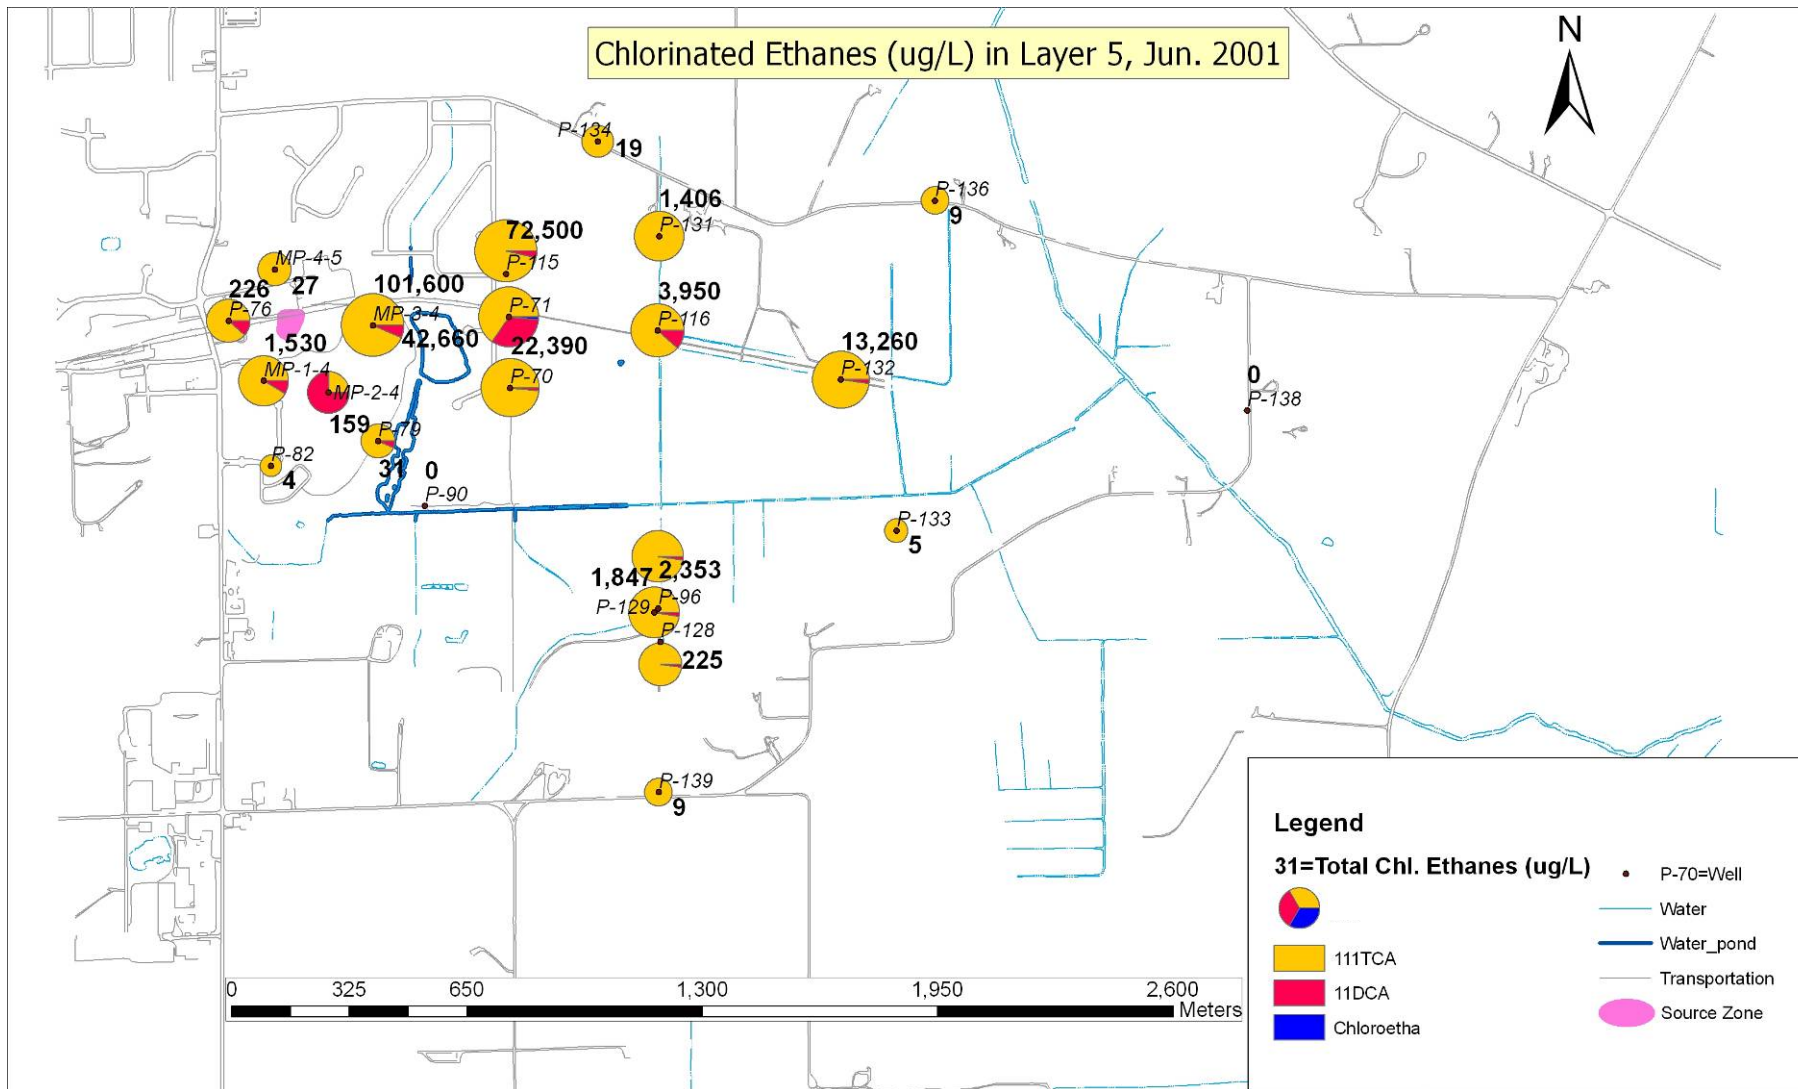 Chlorinated Ethanes (ug/L) in Layer 5, Jun. 2001
N
P-134
19
P-136
9
1,406
P-131
72,500
P-115
MP-4-5
27
226
P-76
101,600
MP-3-4
42,660
P-71
22,390
P-70
3,950
P-116
1,530
MP-1-4
MP-2-4
159
P-79
31
13,260
P-132
0
P-138
P-82
4
0
P-90
P-133
5
1,847
2,353
P-96
P-129
P-128
225
P-139
9
Legend
31=Total Chl. Ethanes (ug/L)
111TCA
11DCA
Chloroetha
P-70=Well
Water
Water_pond
Transportation
Source Zone
0 325 650 1,300 1,950 2,600
Meters